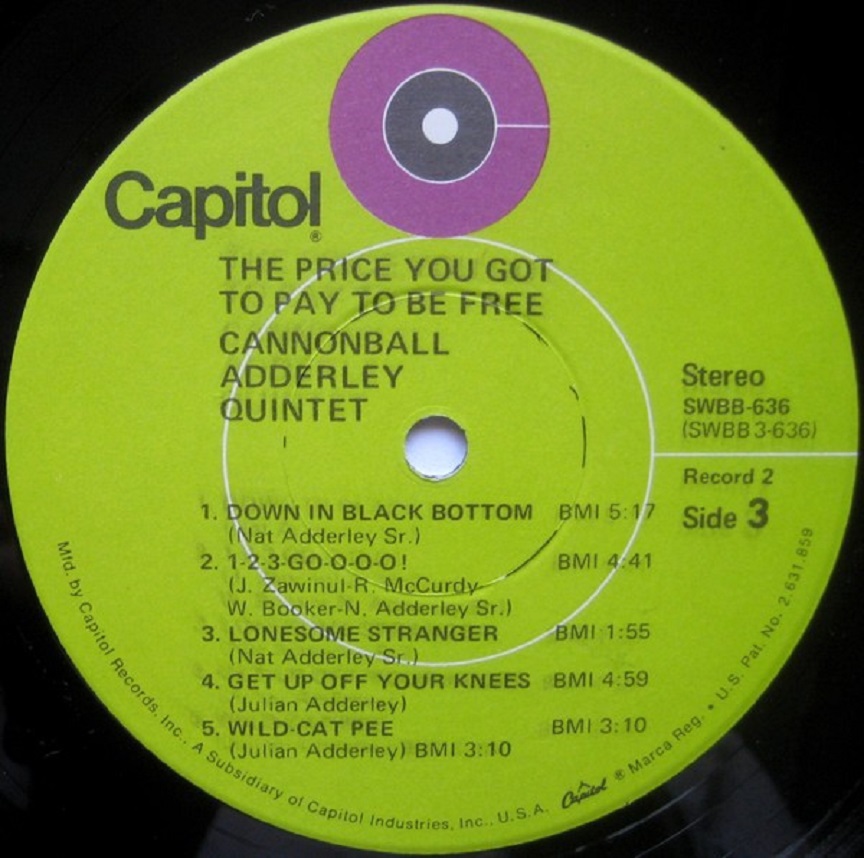 Capitol®
THE PRICE YOU GOT
TO PAY TO BE FREE
CANNONBALL
ADDERLEY
QUINTET
Stereo
SWBB-636
(SWBB 3-636)
Record 2
Side 3
1. DOWN IN BLACK BOTTOM BMI 5:17
(Nat Adderley Sr.)
2. 1-2-3-GO-O-O-O! BMI 4:41
(J. Zawinul-R. McCurdy-
W. Booker-N. Adderley Sr.)
3. LONESOME STRANGER BMI 1:55
(Nat Adderley Sr.)
4. GET UP OFF YOUR KNEES BMI 4:59
(Julian Adderley)
5. WILD-CAT PEE BMI 3:10
(Julian Adderley) BMI 3:10
Mfd. by Capitol Records, Inc., A Subsidiary of Capitol Industries, Inc., U.S.A. Capitol ® Marca Reg. • U.S. Pat. No. 2,631,859